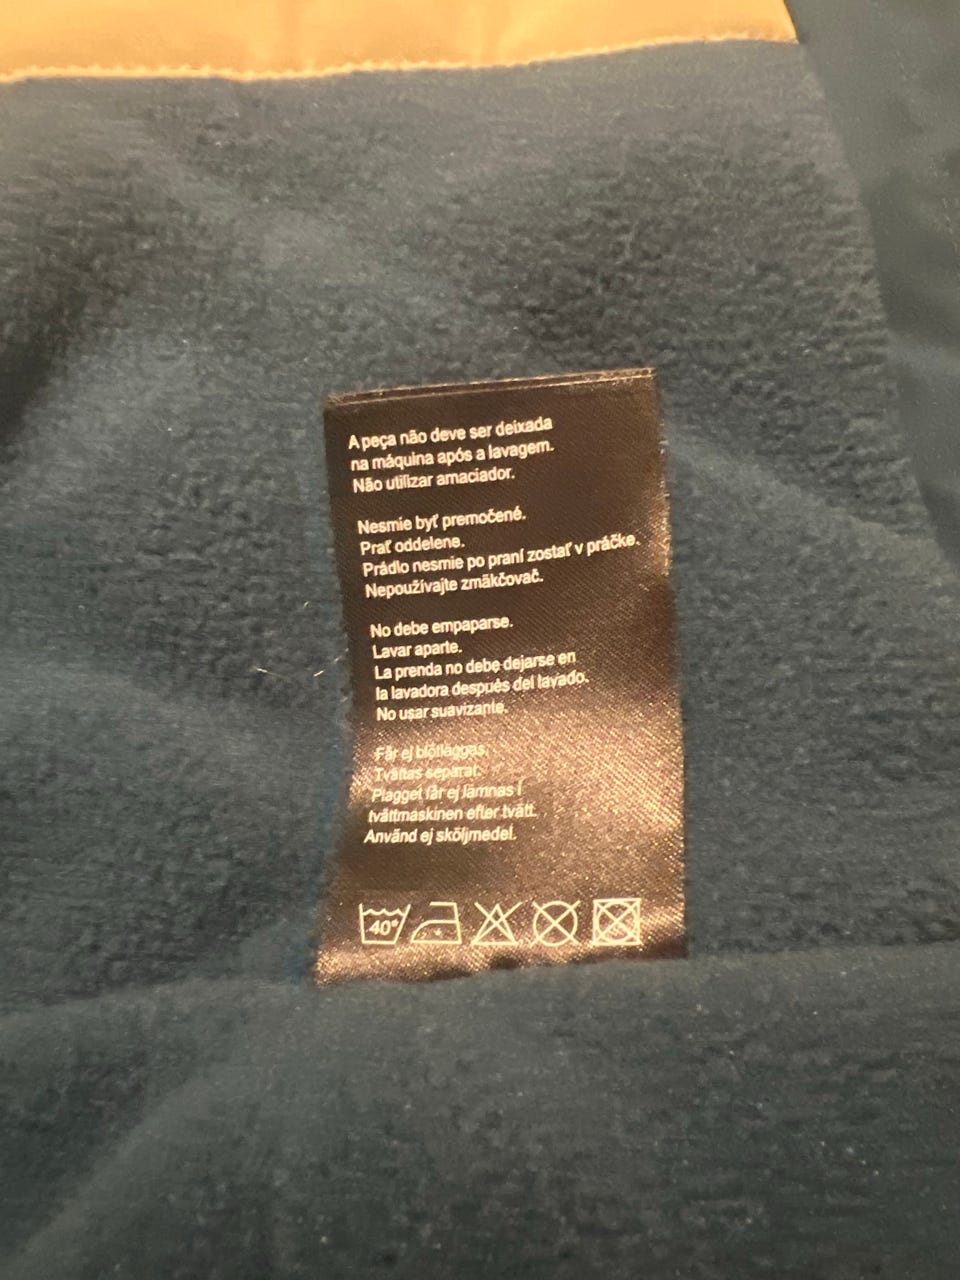 A peça não deve ser deixada
na máquina após a lavagem.
Não utilizar amaciador.
Nesmie byť premočené.
Prať oddelene.
Prádlo nesmie po praní zostať v práčke.
Nepoužívajte zmäkčovač.
No debe empaparse.
Lavar aparte.
La prenda no debe dejarse en
la lavadora después del lavado.
No usar suavizante.
Får ej blötläggas.
Tvättas separat.
Plagget får ej lämnas i
tvättmaskinen efter tvätt.
Använd ej sköljmedel.
40°